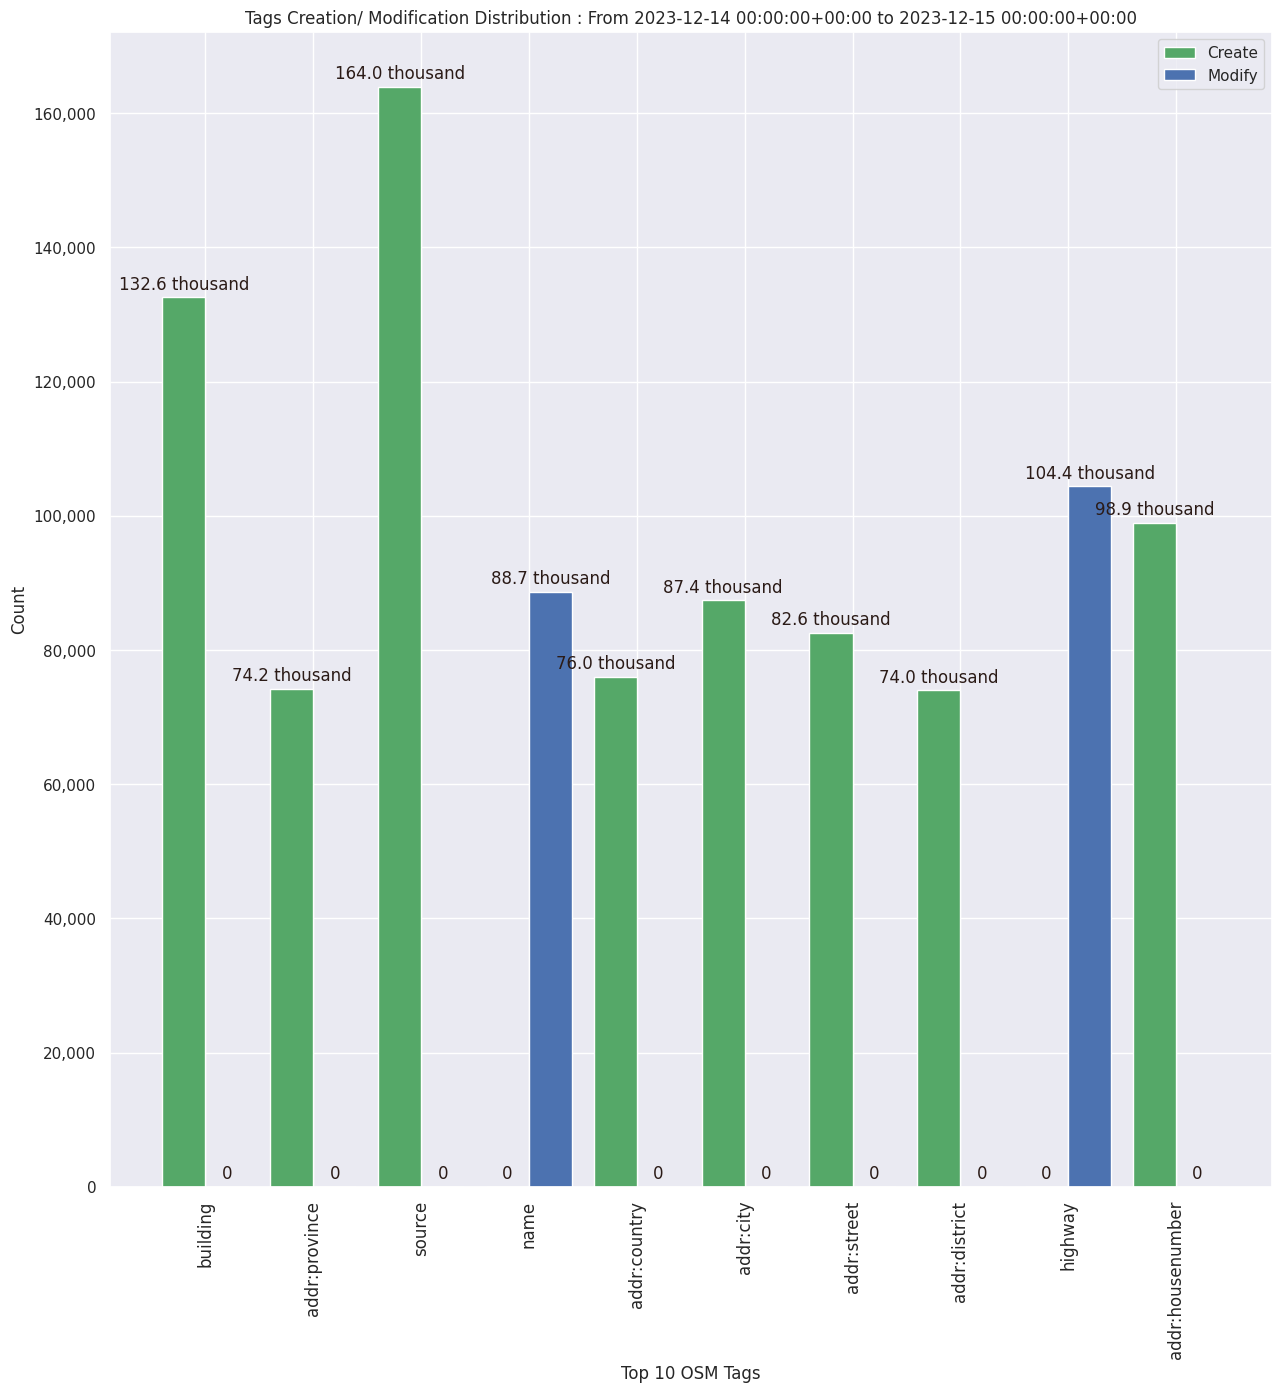 Tags Creation/ Modification Distribution : From 2023-12-14 00:00:00+00:00 to 2023-12-15 00:00:00+00:00
Create
Modify
164.0 thousand
132.6 thousand
104.4 thousand
98.9 thousand
88.7 thousand
87.4 thousand
82.6 thousand
76.0 thousand
74.2 thousand
74.0 thousand
0
0
0
0
0
0
0
0
0
0
160,000
140,000
120,000
100,000
80,000
60,000
40,000
20,000
0
Count
building
addr:province
source
name
addr:country
addr:city
addr:street
addr:district
highway
addr:housenumber
Top 10 OSM Tags